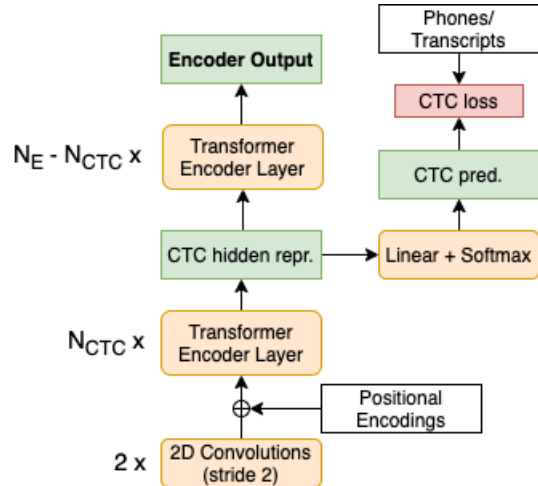 Phones/
Transcripts
Encoder Output
CTC loss
N_E - N_CTC x
Transformer
Encoder Layer
CTC pred.
CTC hidden repr.
Linear + Softmax
N_CTC x
Transformer
Encoder Layer
Positional
Encodings
2 x
2D Convolutions
(stride 2)